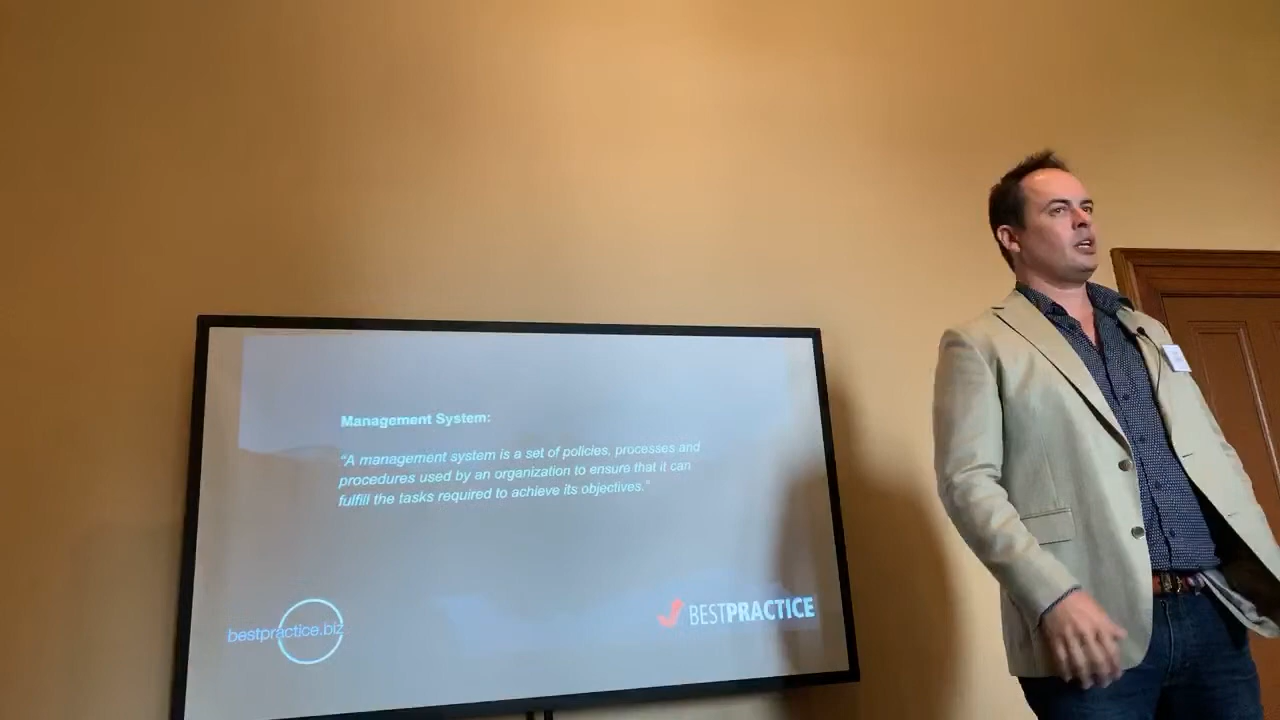 Management System:
“A management system is a set of policies, processes and
procedures used by an organization to ensure that it can
fulfill the tasks required to achieve its objectives.”
bestpractice.biz
BESTPRACTICE